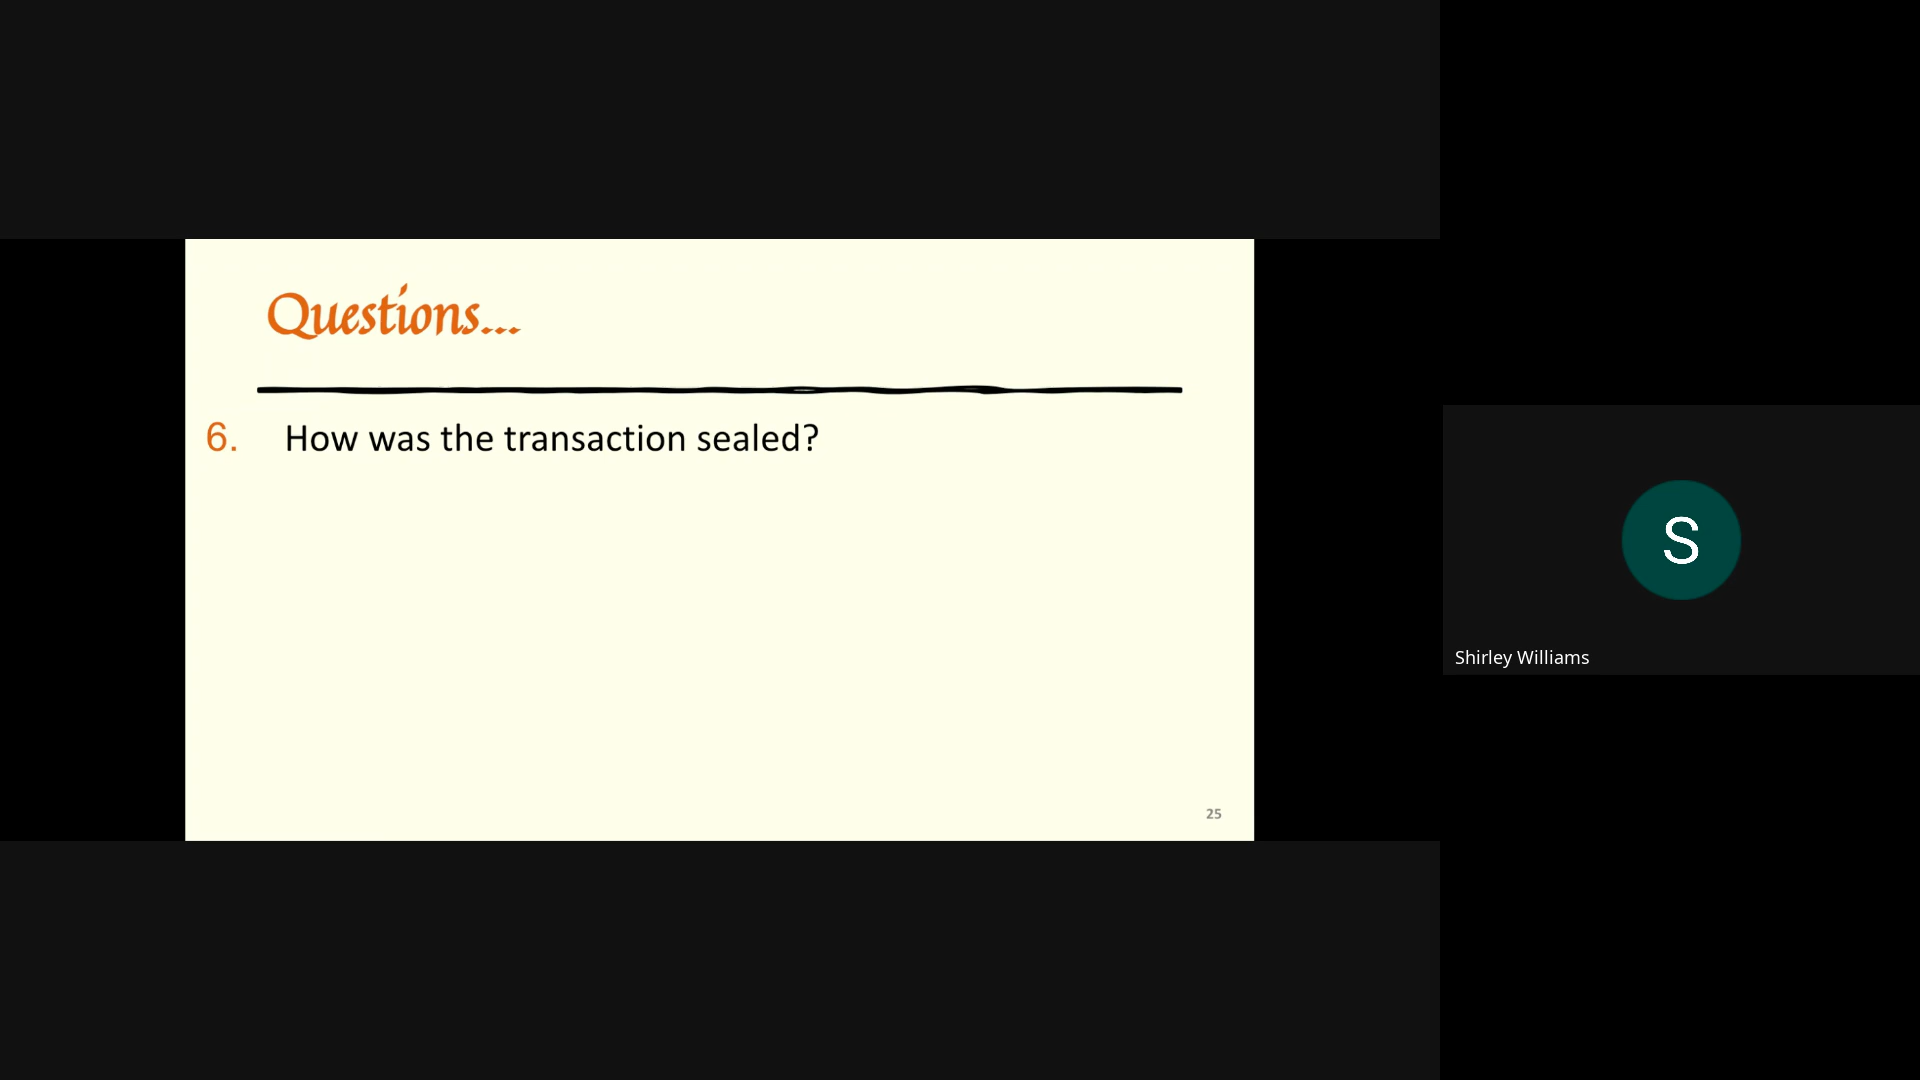 Questions...
6. How was the transaction sealed?
25
S
Shirley Williams